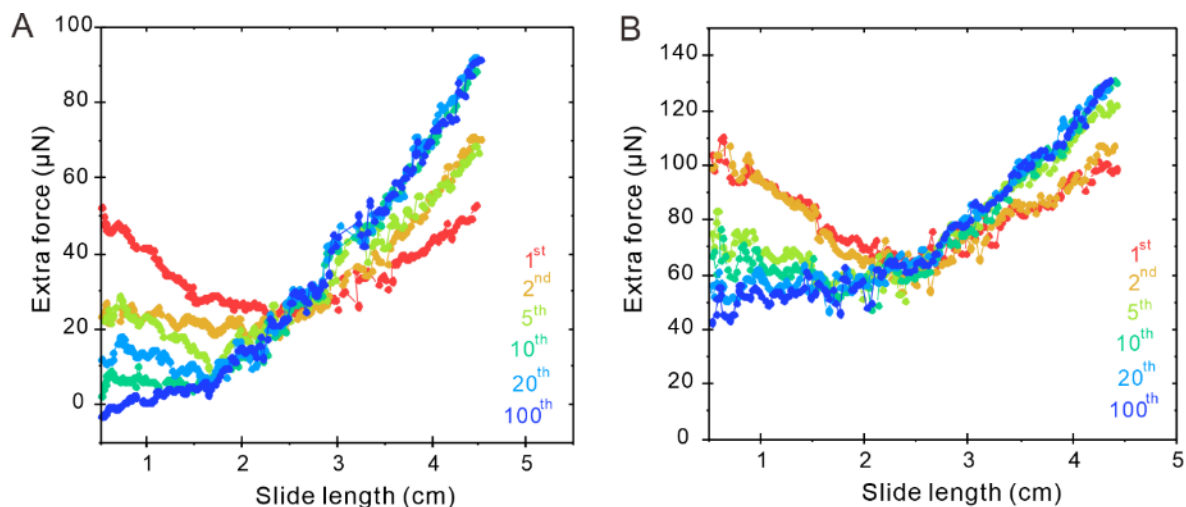 A
Extra force (µN)
100
80
60
40
20
0
1
2
3
4
5
Slide length (cm)
1st
2nd
5th
10th
20th
100th
B
Extra force (µN)
140
120
100
80
60
40
20
0
1
2
3
4
5
Slide length (cm)
1st
2nd
5th
10th
20th
100th